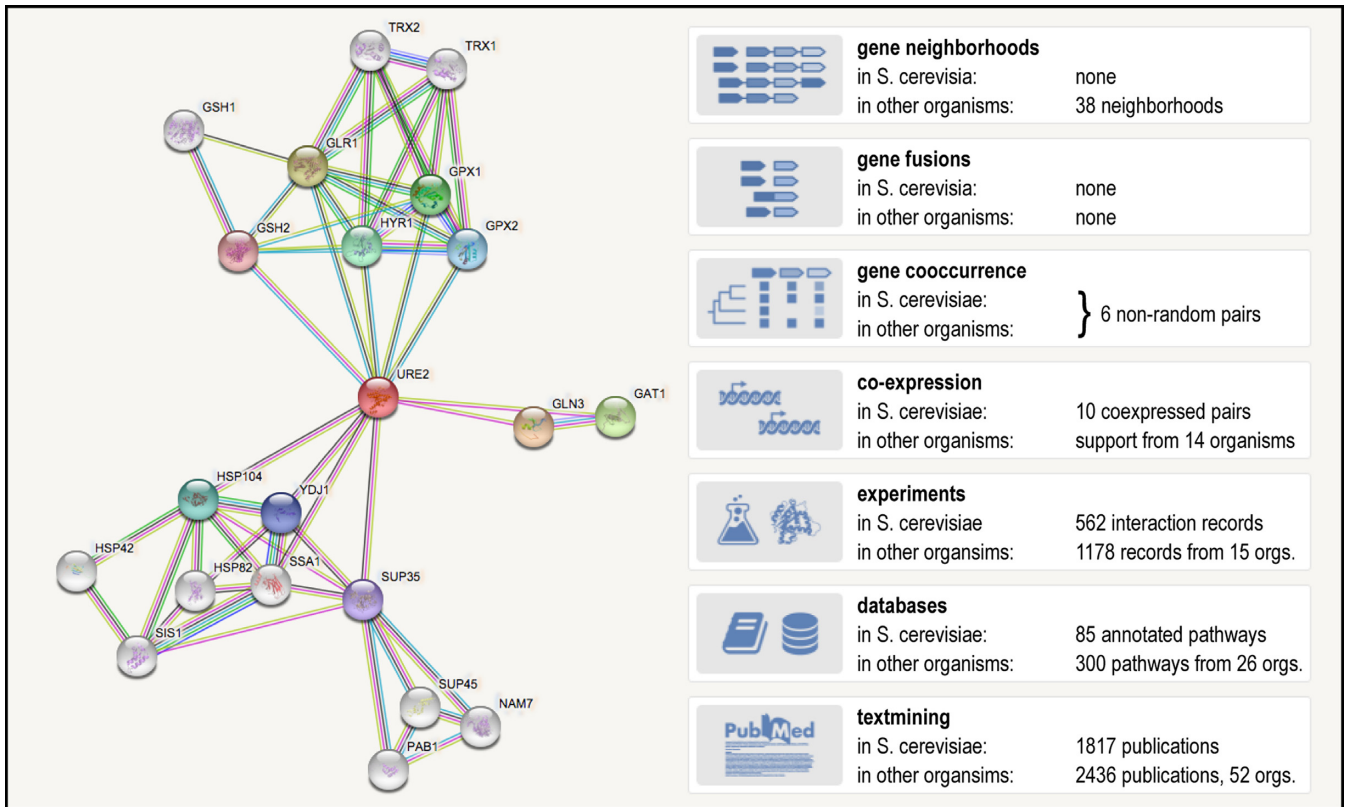 TRX2
TRX1
GSH1
GLR1
GPX1
GSH2
HYR1
GPX2
URE2
GLN3
GAT1
HSP104
YDJ1
HSP42
HSP82
SSA1
SUP35
SIS1
SUP45
NAM7
PAB1
gene neighborhoods
in S. cerevisia: none
in other organisms: 38 neighborhoods
gene fusions
in S. cerevisia: none
in other organisms: none
gene cooccurrence
in S. cerevisiae:
in other organisms:
} 6 non-random pairs
co-expression
in S. cerevisiae: 10 coexpressed pairs
in other organisms: support from 14 organisms
experiments
in S. cerevisiae 562 interaction records
in other organsims: 1178 records from 15 orgs.
databases
in S. cerevisiae: 85 annotated pathways
in other organisms: 300 pathways from 26 orgs.
PubMed
textmining
in S. cerevisiae: 1817 publications
in other organsims: 2436 publications, 52 orgs.